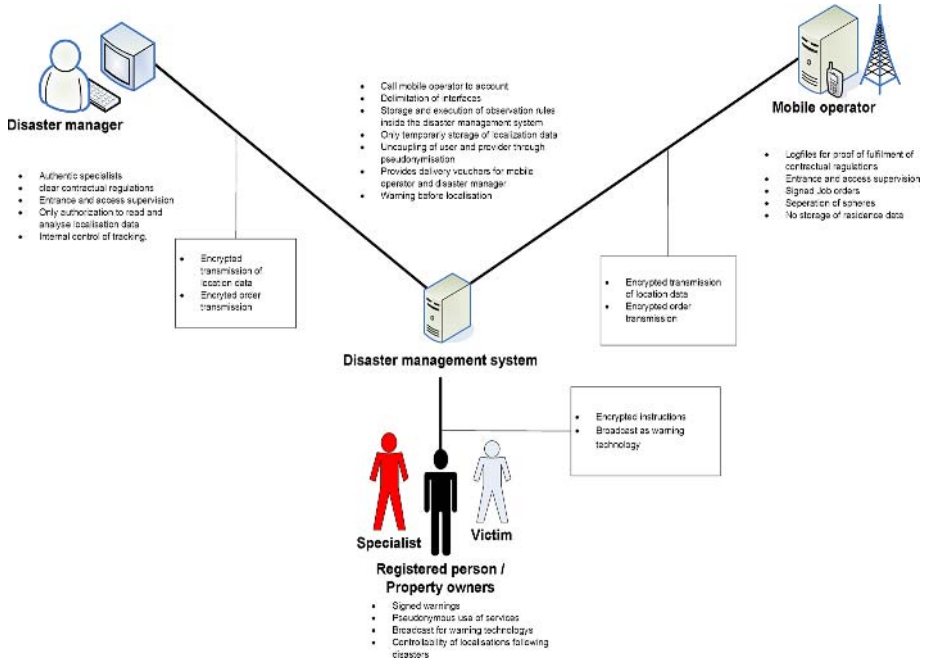 Disaster manager
Authentic specialists
clear contractual regulations
Entrance and access supervision
Only authorization to read and
analyse localisation data
Internal control of tracking.
Encrypted
transmission of
location data
Encryted order
transmission
Call mobile operator to account
Delimitation of interfaces
Storage and execution of observation rules
inside the disaster management system
Only temporarily storage of localization data
Uncoupling of user and provider through
pseudonymisation
Provides delivery vouchers for mobile
operator and disaster manager
Warning before localisation
Mobile operator
Logfiles for proof of fulfilment of
contractual regulations
Entrance and access supervision
Signed Job orders
Seperation of spheres
No storage of residence data
Encrypted transmission
of location data
Encrypted order
transmission
Disaster management system
Encrypted instructions
Broadcast as warning
technology
Specialist
Victim
Registered person /
Property owners
Signed warnings
Pseudonymous use of services
Broadcast for warning technologys
Controllability of localisations following
disasters